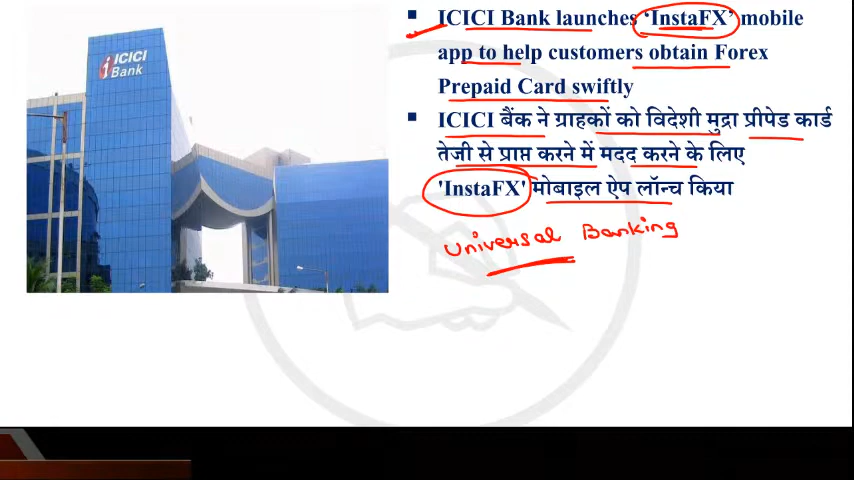 ICICI Bank
ICICI Bank launches ‘InstaFX’ mobile
app to help customers obtain Forex
Prepaid Card swiftly
ICICI बैंक ने ग्राहकों को विदेशी मुद्रा प्रीपेड कार्ड
तेजी से प्राप्त करने में मदद करने के लिए
'InstaFX' मोबाइल ऐप लॉन्च किया
Universal Banking